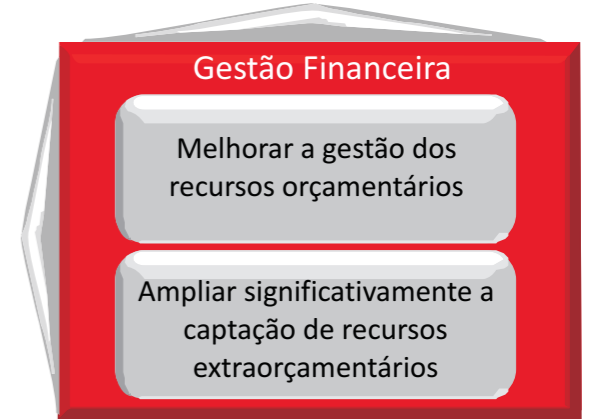 Gestão Financeira
Melhorar a gestão dos
recursos orçamentários
Ampliar significativamente a
captação de recursos
extraorçamentários